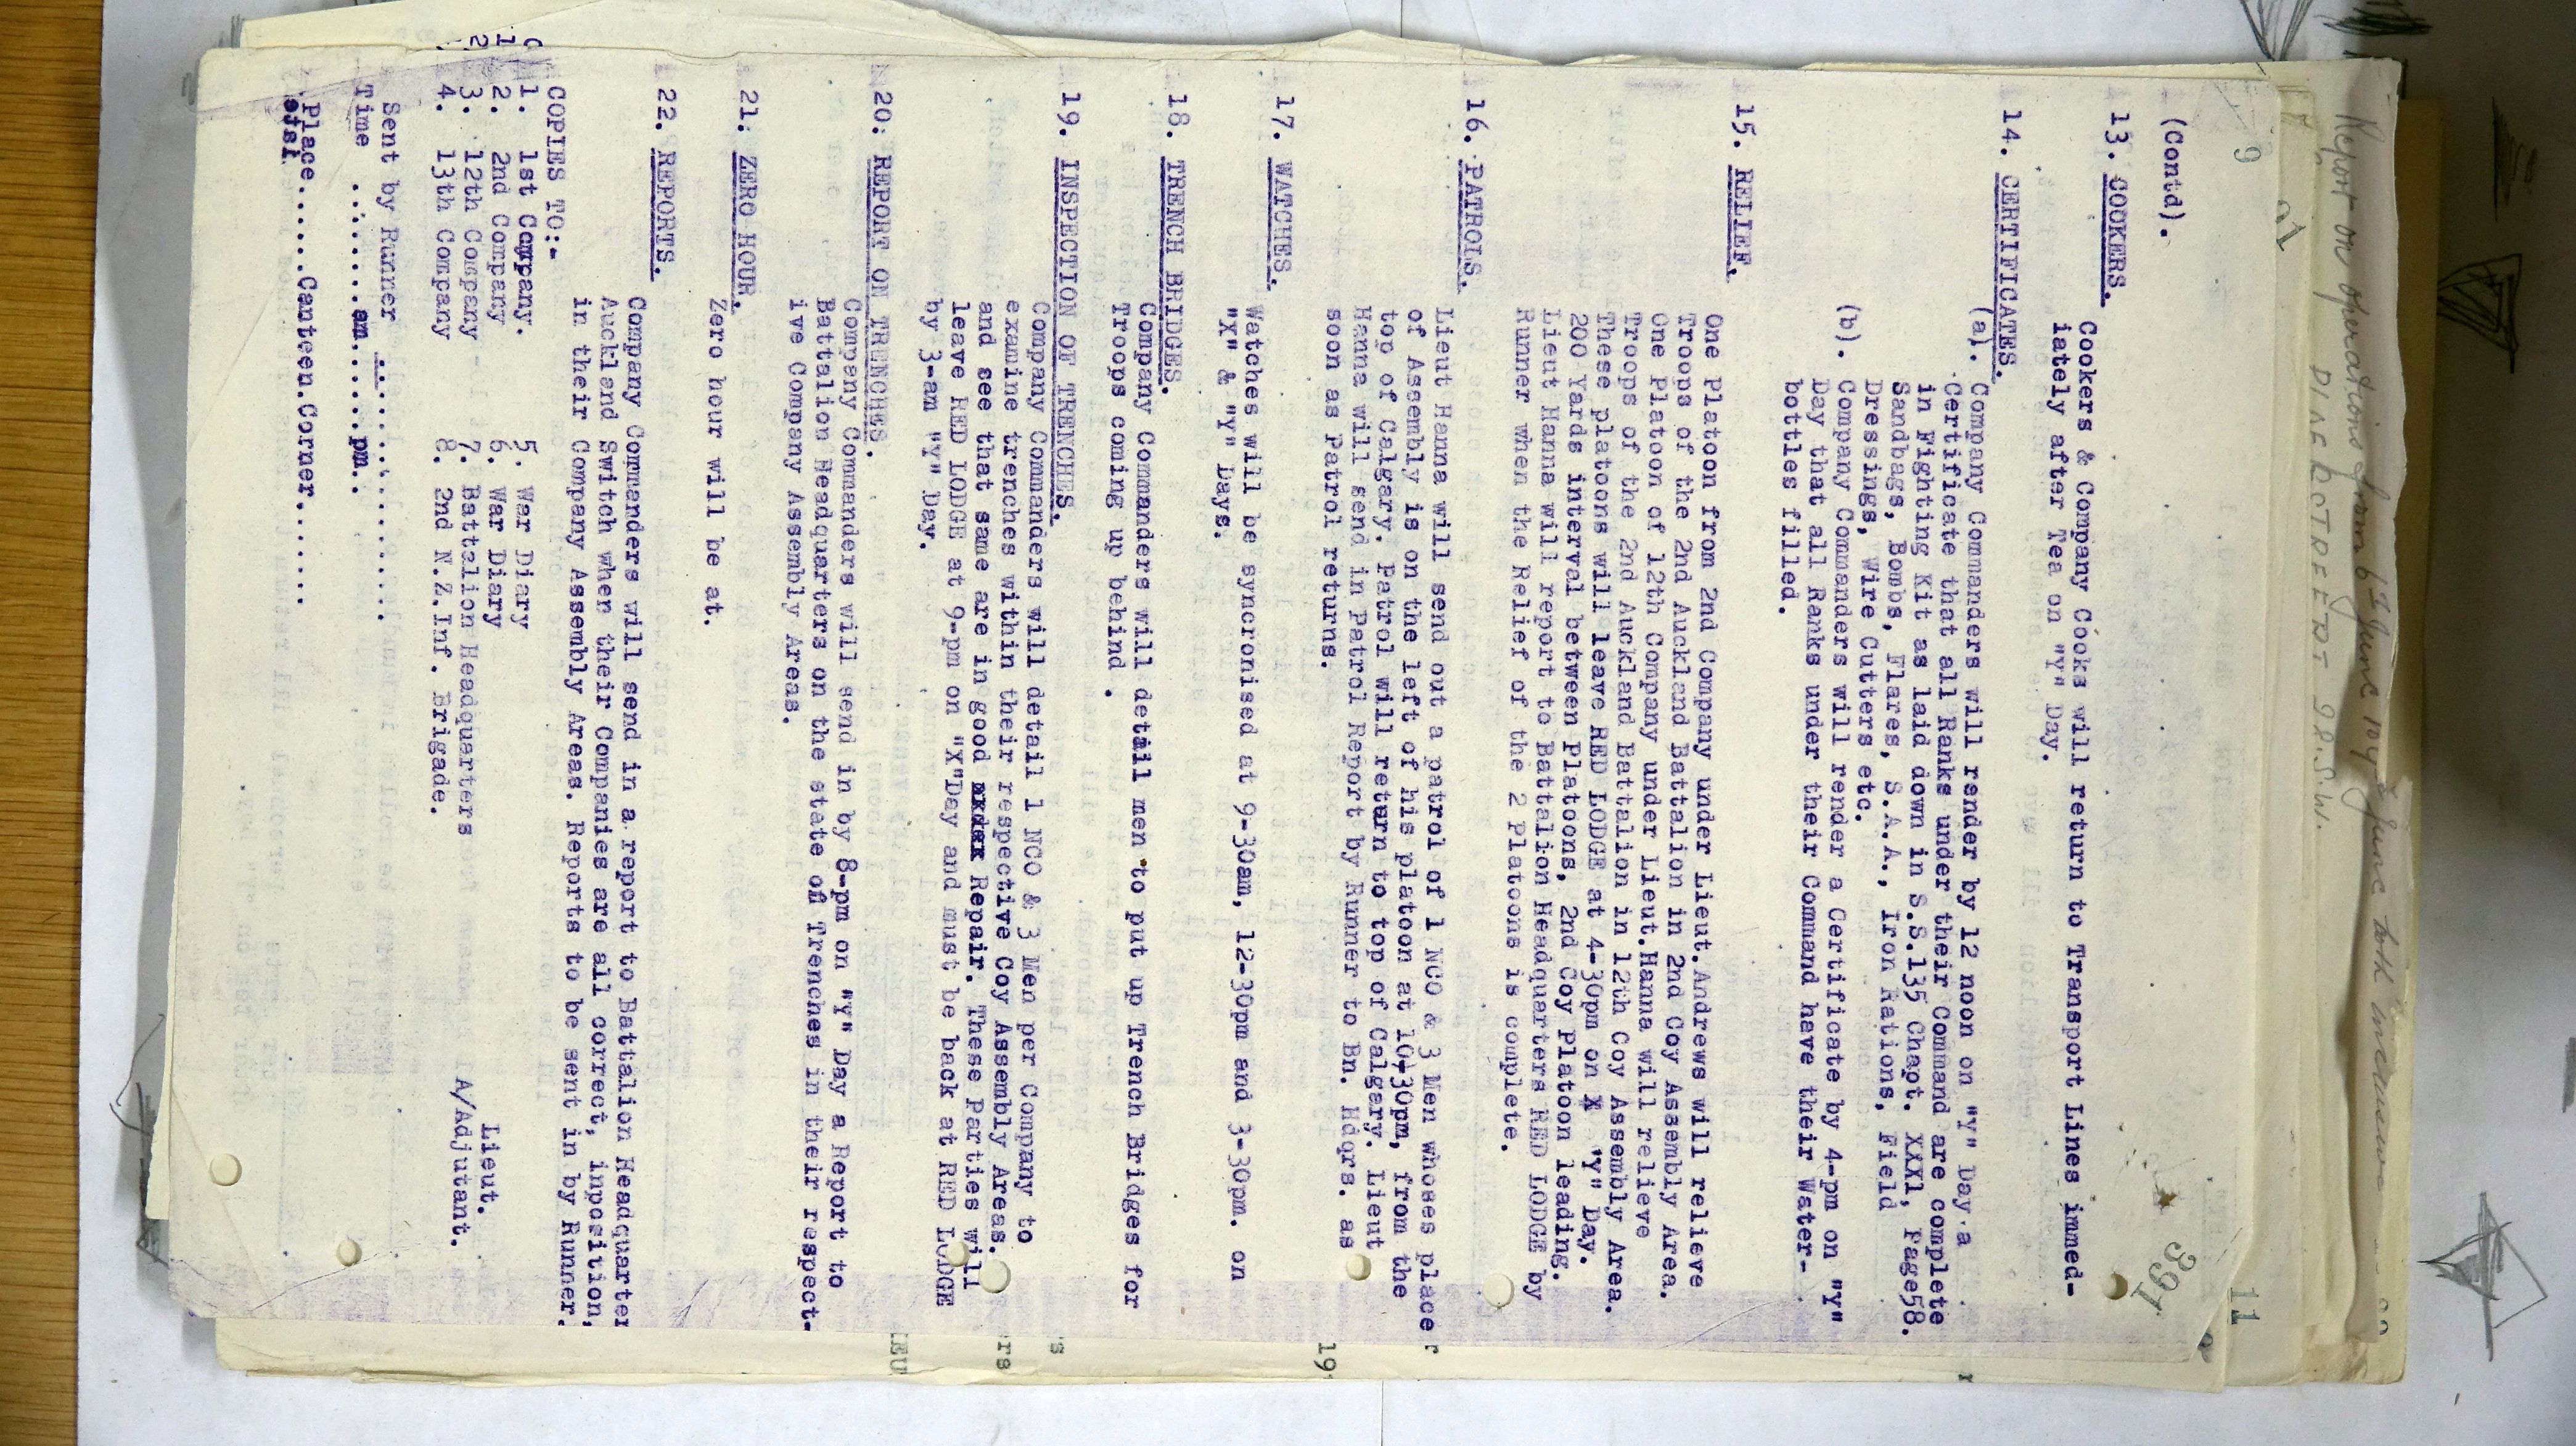 Report on operations from 6th June to
9
391
11
(Contd).
13. COOKERS.
Cookers & Company Cooks will return to Transport Lines immed-
iately after Tea on "Y" Day.
14. CERTIFICATES.
(a). Company Commanders will render by 12 noon on "Y" Day a
Certificate that all Ranks under their Command are complete
in Fighting Kit as laid down in S.S.135 Chapt. XXX1, Page58.
Sandbags, Bombs, Flares, S.A.A., Iron Rations, Field
Dressings, Wire Cutters etc.
(b). Company Commanders will render a Certificate by 4-pm on "Y"
Day that all Ranks under their Command have their Water-
bottles filled.
15. RELIEF.
One Platoon from 2nd Company under Lieut.Andrews will relieve
Troops of the 2nd Auckland Battalion in 2nd Coy Assembly Area.
One Platoon of 12th Company under Lieut.Hanna will relieve
Troops of the 2nd Auckland Battalion in 12th Coy Assembly Area.
These platoons will leave RED LODGE at 4-30pm on X "Y" Day.
200 Yards interval between Platoons, 2nd Coy Platoon leading.
Lieut Hanna will report to Battalion Headquarters RED LODGE by
Runner when the Relief of the 2 Platoons is complete.
16. PATROLS.
Lieut Hanna will send out a patrol of 1 NCO & 3 Men whoses place
of Assembly is on the left of his platoon at 10-30pm, from the
top of Calgary. Patrol will return to top of Calgary. Lieut
Hanna will send in Patrol Report by Runner to Bn. Hdqrs. as
soon as Patrol returns.
17. WATCHES.
Watches will be syncronised at 9-30am, 12-30pm and 3-30pm. on
"X" & "Y" Days.
18. TRENCH BRIDGES.
Company Commanders will detail men to put up Trench Bridges for
Troops coming up behind .
19. INSPECTION OF TRENCHES.
Company Commanders will detail 1 NCO & 3 Men per Company to
examine trenches within their respective Coy Assembly Areas.
and see that same are in good Repair. These Parties will
leave RED LODGE at 9-pm on "X"Day and must be back at RED LODGE
by 3-am "Y" Day.
20. REPORT ON TRENCHES.
Company Commanders will send in by 8-pm on "Y" Day a Report to
Battalion Headquarters on the state of Trenches in their respect-
ive Company Assembly Areas.
21. ZERO HOUR.
Zero hour will be at.
22. REPORTS.
Company Commanders will send in a report to Battalion Headquarter
Auckland Switch when their Companies are all correct, inposition,
in their Company Assembly Areas. Reports to be sent in by Runner.
COPIES TO:-
1. 1st Company. 5. War Diary
2. 2nd Company 6. War Diary
3. 12th Company 7. Battalion Headquarters
4. 13th Company 8. 2nd N.Z.Inf. Brigade.
Lieut.
A/Adjutant.
Sent by Runner ................
Time ..........am.......pm..
Place.......Canteen.Corner.......